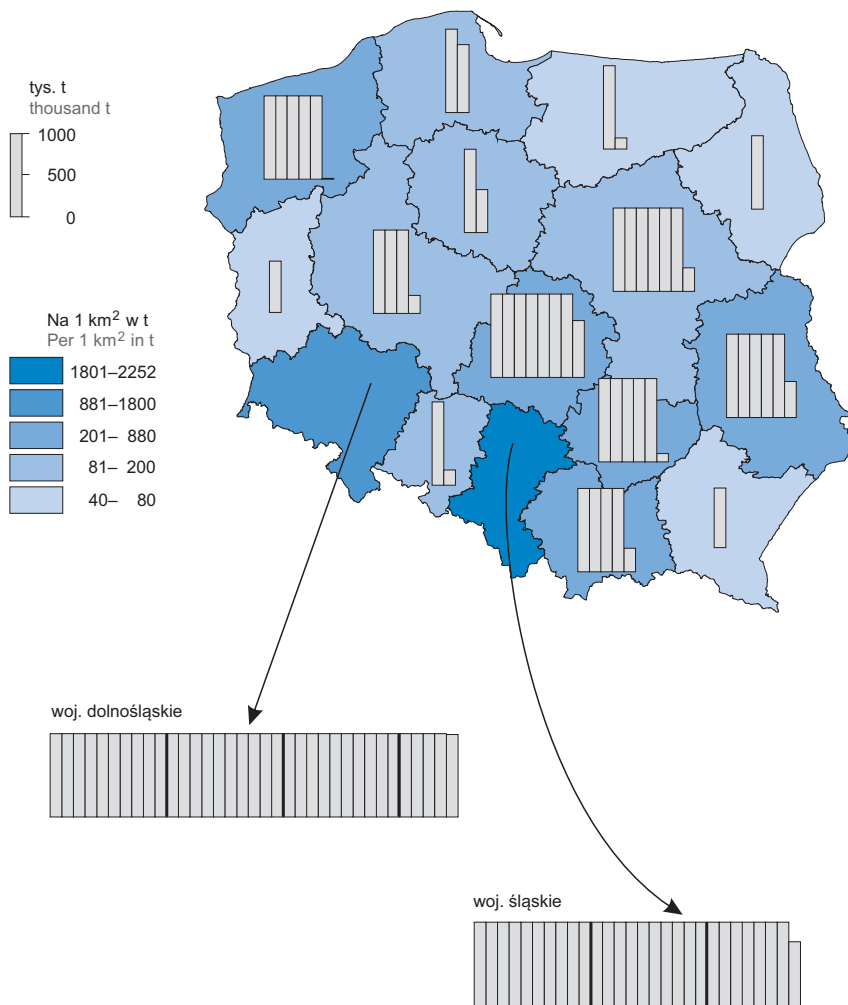 tys. t
thousand t
1000
500
0
Na 1 km² w t
Per 1 km² in t
1801–2252
881–1800
201– 880
81– 200
40– 80
woj. dolnośląskie
woj. śląskie